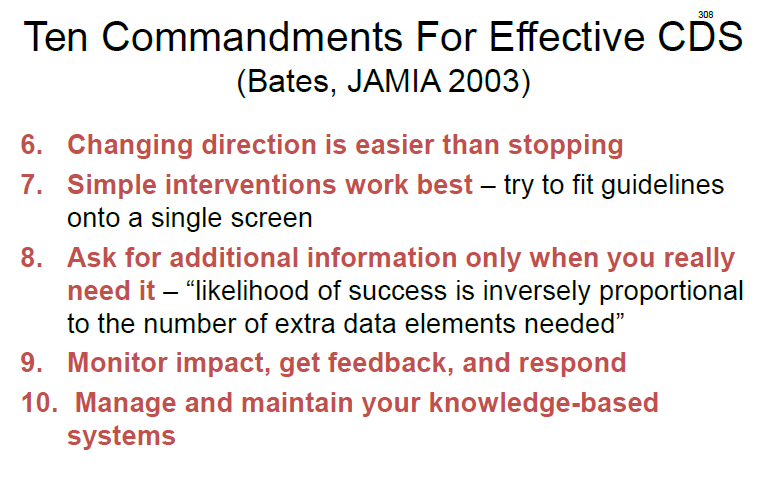 308
Ten Commandments For Effective CDS
(Bates, JAMIA 2003)
6. Changing direction is easier than stopping
7. Simple interventions work best – try to fit guidelines
onto a single screen
8. Ask for additional information only when you really
need it – “likelihood of success is inversely proportional
to the number of extra data elements needed”
9. Monitor impact, get feedback, and respond
10. Manage and maintain your knowledge-based
systems